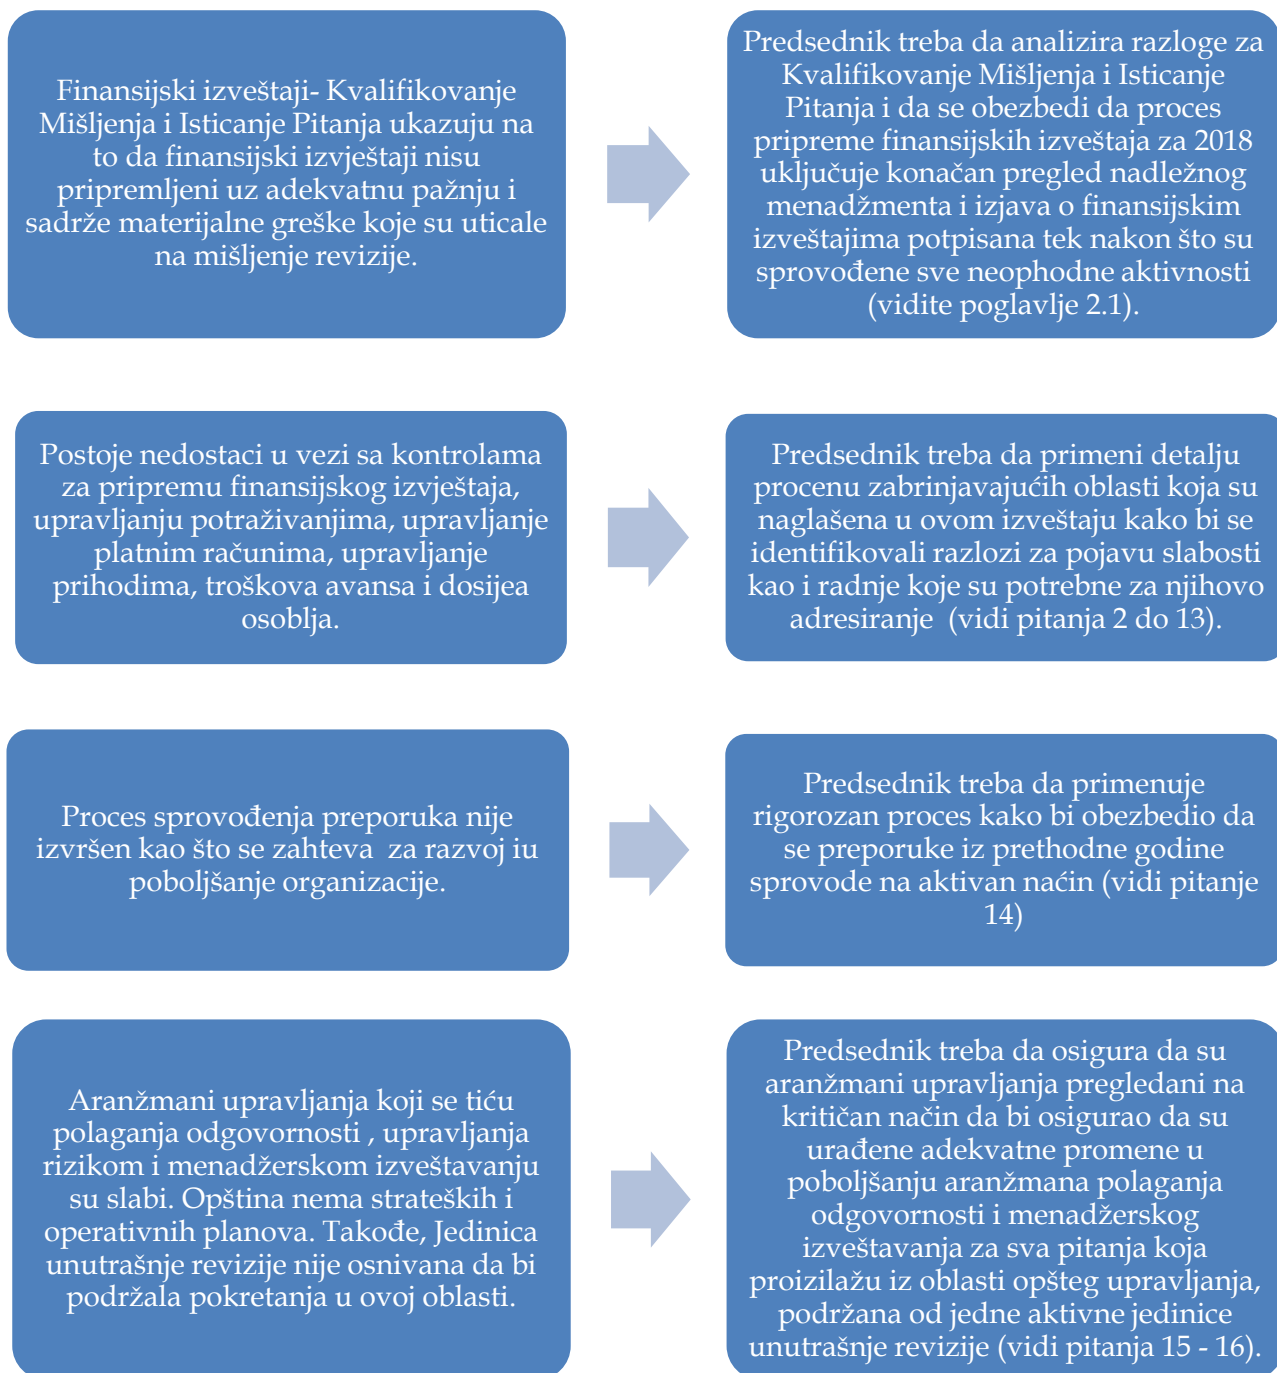 Finansijski izveštaji- Kvalifikovanje
Mišljenja i Isticanje Pitanja ukazuju na
to da finansijski izvještaji nisu
pripremljeni uz adekvatnu pažnju i
sadrže materijalne greške koje su uticale
na mišljenje revizije.
Predsednik treba da analizira razloge za
Kvalifikovanje Mišljenja i Isticanje
Pitanja i da se obezbedi da proces
pripreme finansijskih izveštaja za 2018
uključuje konačan pregled nadležnog
menadžmenta i izjava o finansijskim
izveštajima potpisana tek nakon što su
sprovođene sve neophodne aktivnosti
(vidite poglavlje 2.1).
Postoje nedostaci u vezi sa kontrolama
za pripremu finansijskog izvještaja,
upravljanju potraživanjima, upravljanje
platnim računima, upravljanje
prihodima, troškova avansa i dosijea
osoblja.
Predsednik treba da primeni detalju
procenu zabrinjavajućih oblasti koja su
naglašena u ovom izveštaju kako bi se
identifikovali razlozi za pojavu slabosti
kao i radnje koje su potrebne za njihovo
adresiranje  (vidi pitanja 2 do 13).
Proces sprovođenja preporuka nije
izvršen kao što se zahteva  za razvoj iu
poboljšanje organizacije.
Predsednik treba da primenuje
rigorozan proces kako bi obezbedio da
se preporuke iz prethodne godine
sprovode na aktivan naćin (vidi pitanje
14)
Aranžmani upravljanja koji se tiću
polaganja odgovornosti , upravljanja
rizikom i menadžerskom izveštavanju
su slabi. Opština nema strateških i
operativnih planova. Takođe, Jedinica
unutrašnje revizije nije osnivana da bi
podržala pokretanja u ovoj oblasti.
Predsednik treba da osigura da su
aranžmani upravljanja pregledani na
kritičan način da bi osigurao da su
urađene adekvatne promene u
poboljšanju aranžmana polaganja
odgovornosti i menadžerskog
izveštavanja za sva pitanja koja
proizilažu iz oblasti opšteg upravljanja,
podržana od jedne aktivne jedinice
unutrašnje revizije (vidi pitanja 15 - 16).